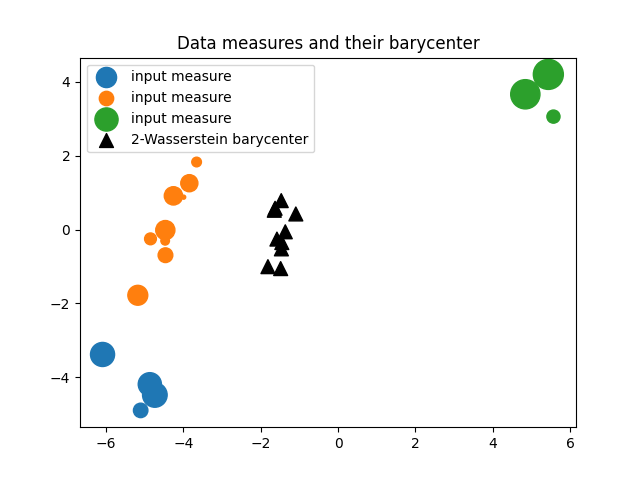 Data measures and their barycenter
input measure
input measure
input measure
2-Wasserstein barycenter
4
2
0
−2
−4
−6 −4 −2 0 2 4 6